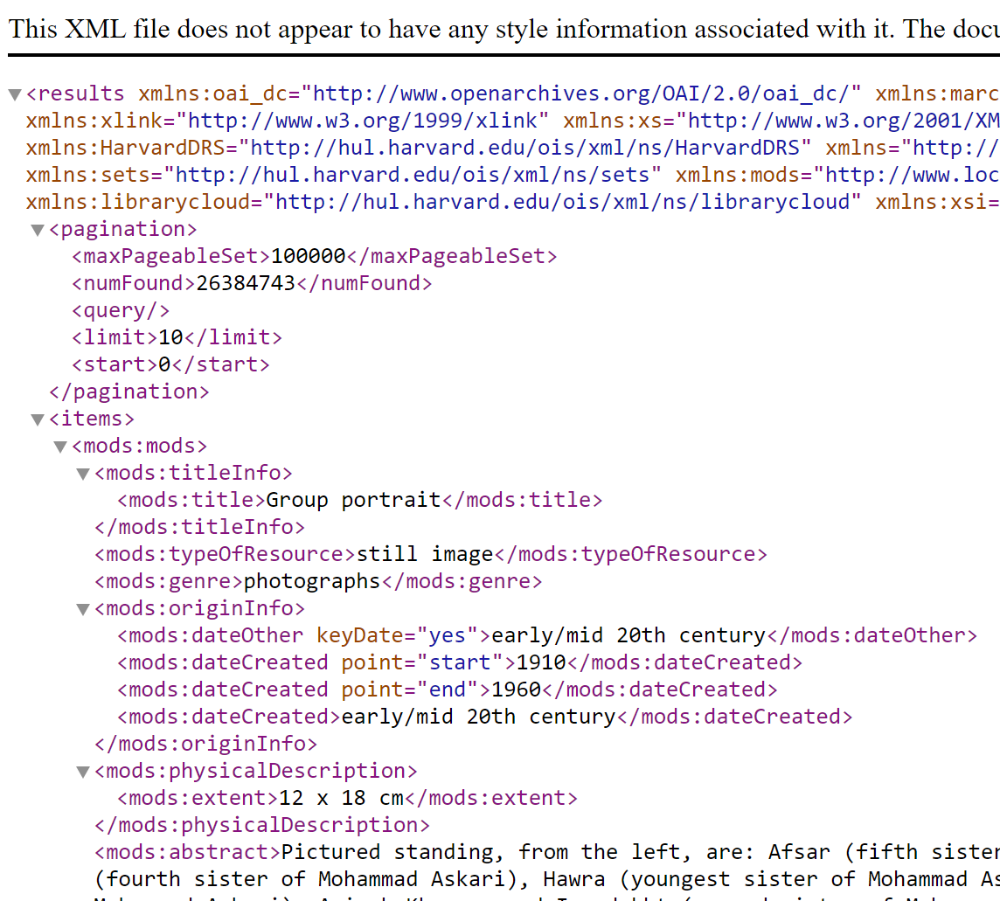 This XML file does not appear to have any style information associated with it. The
<results xmlns:oai_dc="http://www.openarchives.org/OAI/2.0/oai_dc/"
xmlns:xlink="http://www.w3.org/1999/xlink" xmlns:xs="http://www.w3.org/2001/XM
xmlns:HarvardDRS="http://hul.harvard.edu/ois/xml/ns/HarvardDRS" xmlns="http://
xmlns:sets="http://hul.harvard.edu/ois/xml/ns/sets" xmlns:mods="http://www.loc
xmlns:librarycloud="http://hul.harvard.edu/ois/xml/ns/librarycloud" xmlns:xsi=
<pagination>
<maxPageableSet>100000</maxPageableSet>
<numFound>26384743</numFound>
<query/>
<limit>10</limit>
<start>0</start>
</pagination>
<items>
<mods:mods>
<mods:titleInfo>
<mods:title>Group portrait</mods:title>
</mods:titleInfo>
<mods:typeOfResource>still image</mods:typeOfResource>
<mods:genre>photographs</mods:genre>
<mods:originInfo>
<mods:dateOther keyDate="yes">early/mid 20th century</mods:dateOther>
<mods:dateCreated point="start">1910</mods:dateCreated>
<mods:dateCreated point="end">1960</mods:dateCreated>
<mods:dateCreated>early/mid 20th century</mods:dateCreated>
</mods:originInfo>
<mods:physicalDescription>
<mods:extent>12 x 18 cm</mods:extent>
</mods:physicalDescription>
<mods:abstract>Pictured standing, from the left, are: Afsar (fifth sister
(fourth sister of Mohammad Askari), Hawra (youngest sister of Mohammad